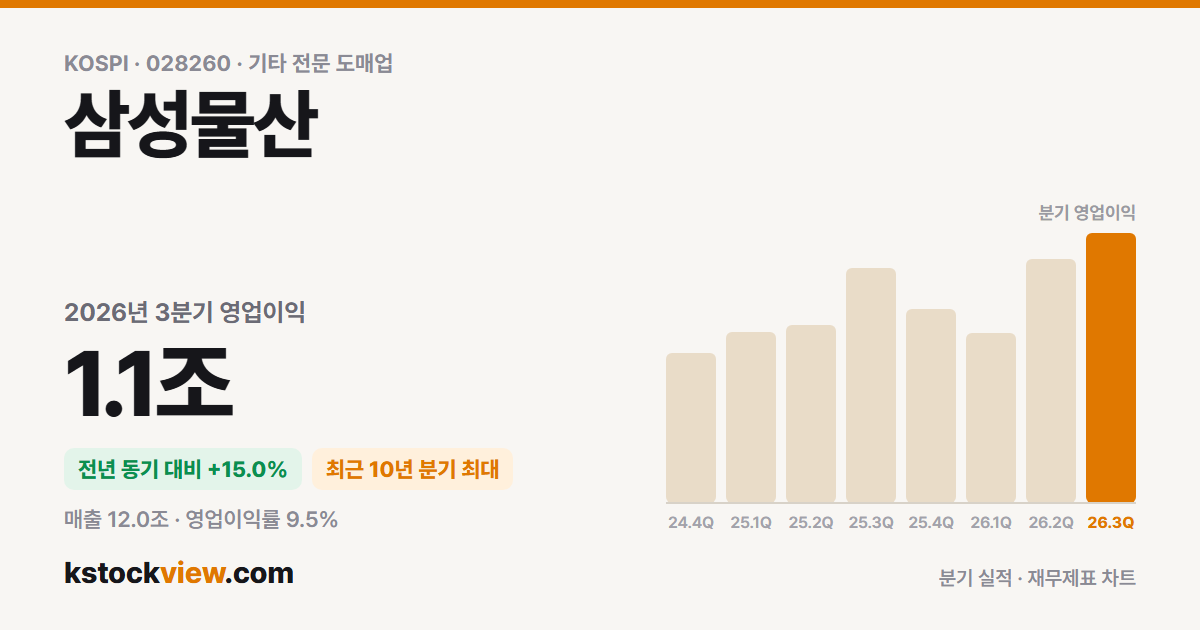 KOSPI · 028260 · 기타 전문 도매업
삼성물산
분기 영업이익
2026년 3분기 영업이익
1.1조
전년 동기 대비 +15.0%
최근 10년 분기 최대
매출 12.0조 · 영업이익률 9.5%
24.4Q 25.1Q 25.2Q 25.3Q 25.4Q 26.1Q 26.2Q 26.3Q
kstockview.com
분기 실적 · 재무제표 차트